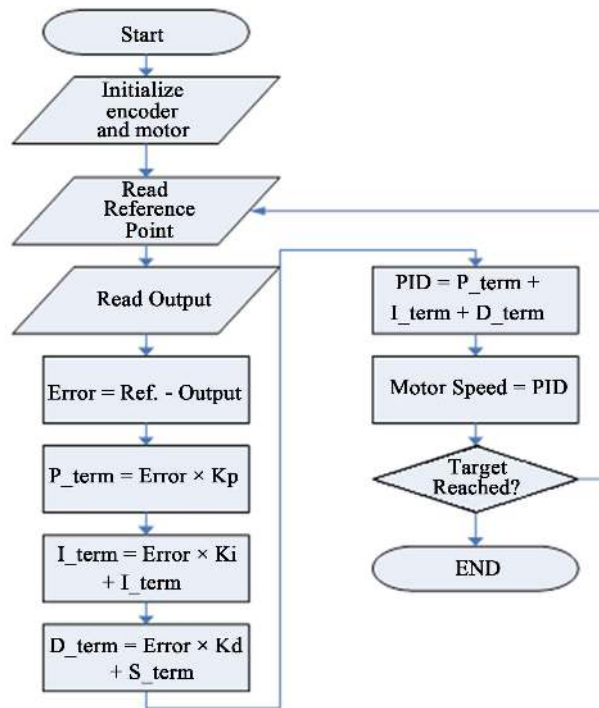 Start
Initialize
encoder
and motor
Read
Reference
Point
Read Output
Error = Ref. - Output
P_term = Error × Kp
I_term = Error × Ki
+ I_term
D_term = Error × Kd
+ S_term
PID = P_term +
I_term + D_term
Motor Speed = PID
Target
Reached?
END